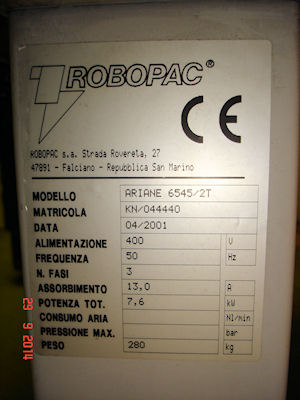 ROBOPAC®
CE
ROBOPAC s.a. Strada Rovereta, 27
47891 - Falciano - Repubblica San Marino
MODELLO ARIANE 6545/2T
MATRICOLA KN/044440
DATA 04/2001
ALIMENTAZIONE 400 V
FREQUENZA 50 Hz
N. FASI 3
ASSORBIMENTO 13,0 A
POTENZA TOT. 7,6 kW
CONSUMO ARIA Nl/min
PRESSIONE MAX. bar
PESO 280 kg
29 9 2014